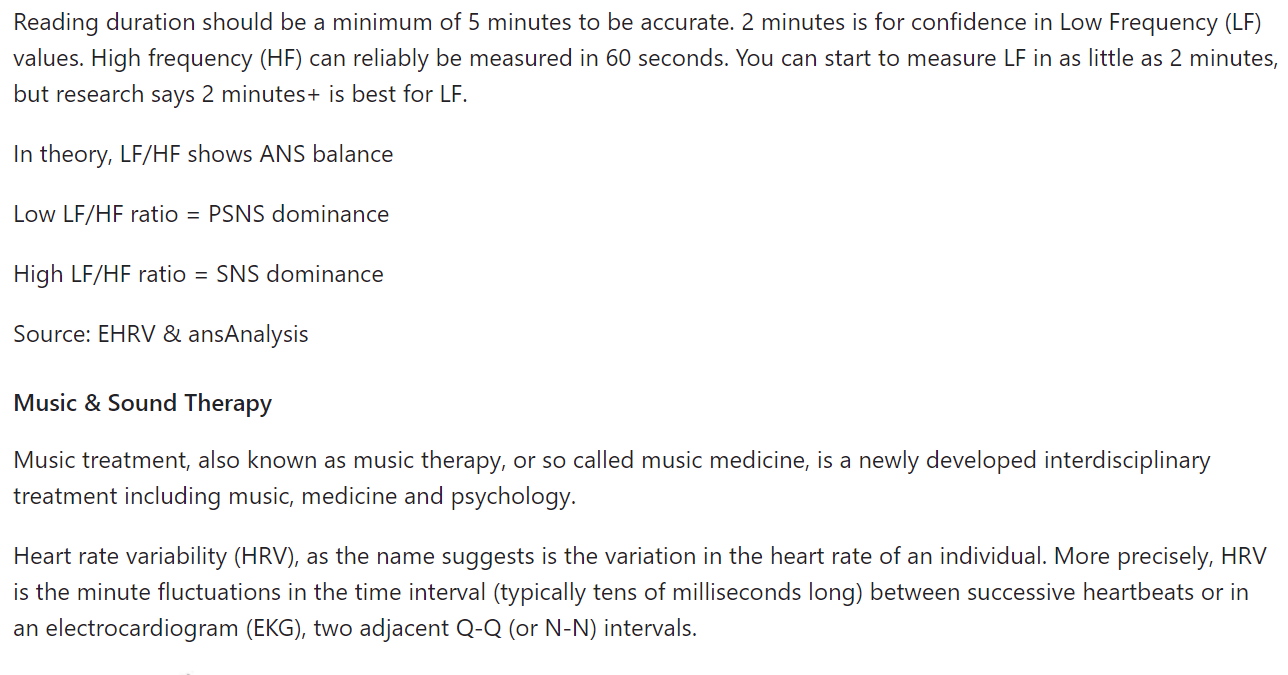 Reading duration should be a minimum of 5 minutes to be accurate. 2 minutes is for confidence in Low Frequency (LF)
values. High frequency (HF) can reliably be measured in 60 seconds. You can start to measure LF in as little as 2 minutes,
but research says 2 minutes+ is best for LF.
In theory, LF/HF shows ANS balance
Low LF/HF ratio = PSNS dominance
High LF/HF ratio = SNS dominance
Source: EHRV & ansAnalysis
Music & Sound Therapy
Music treatment, also known as music therapy, or so called music medicine, is a newly developed interdisciplinary
treatment including music, medicine and psychology.
Heart rate variability (HRV), as the name suggests is the variation in the heart rate of an individual. More precisely, HRV
is the minute fluctuations in the time interval (typically tens of milliseconds long) between successive heartbeats or in
an electrocardiogram (EKG), two adjacent Q-Q (or N-N) intervals.